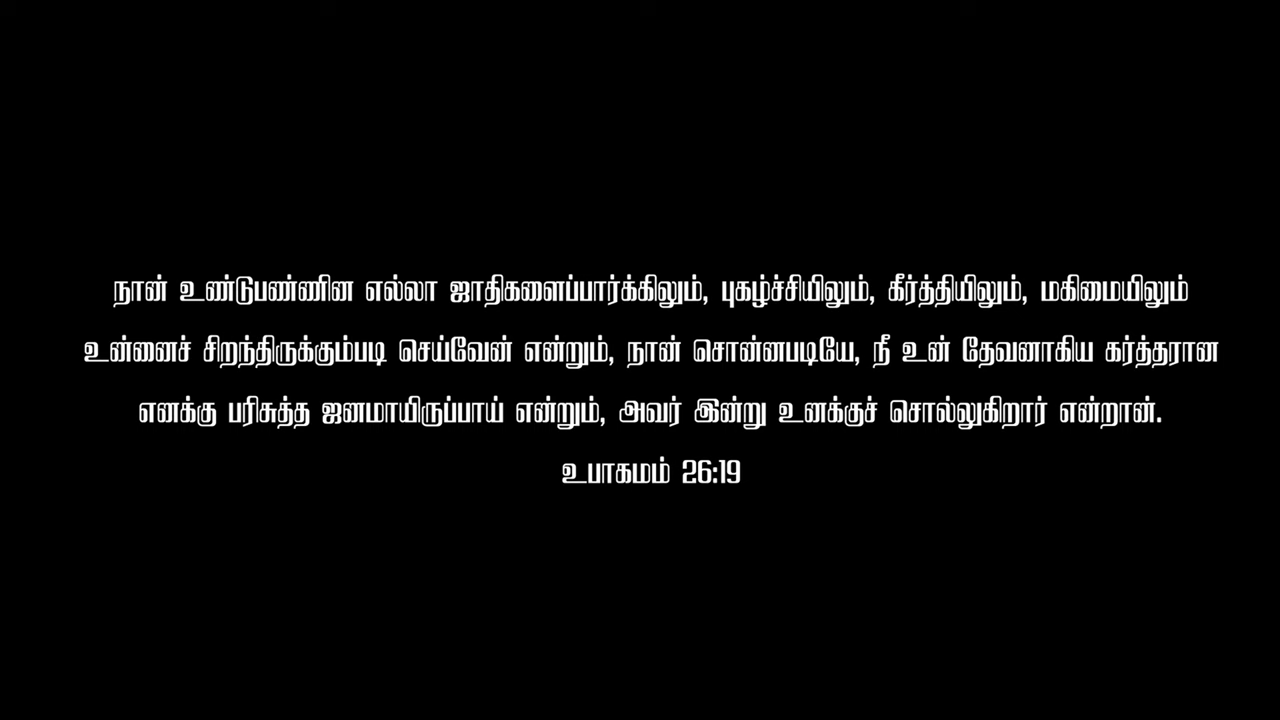 நான் உண்டுபண்ணின எல்லா ஜாதிகளைப்பார்க்கிலும், புகழ்ச்சியிலும், கீர்த்தியிலும், மகிமையிலும்
உன்னைச் சிறந்திருக்கும்படி செய்வேன் என்றும், நான் சொன்னபடியே, நீ உன் தேவனாகிய கர்த்தரான
எனக்கு பரிசுத்த ஜனமாயிருப்பாய் என்றும், அவர் இன்று உனக்குச் சொல்லுகிறார் என்றான்.
உபாகமம் 26:19